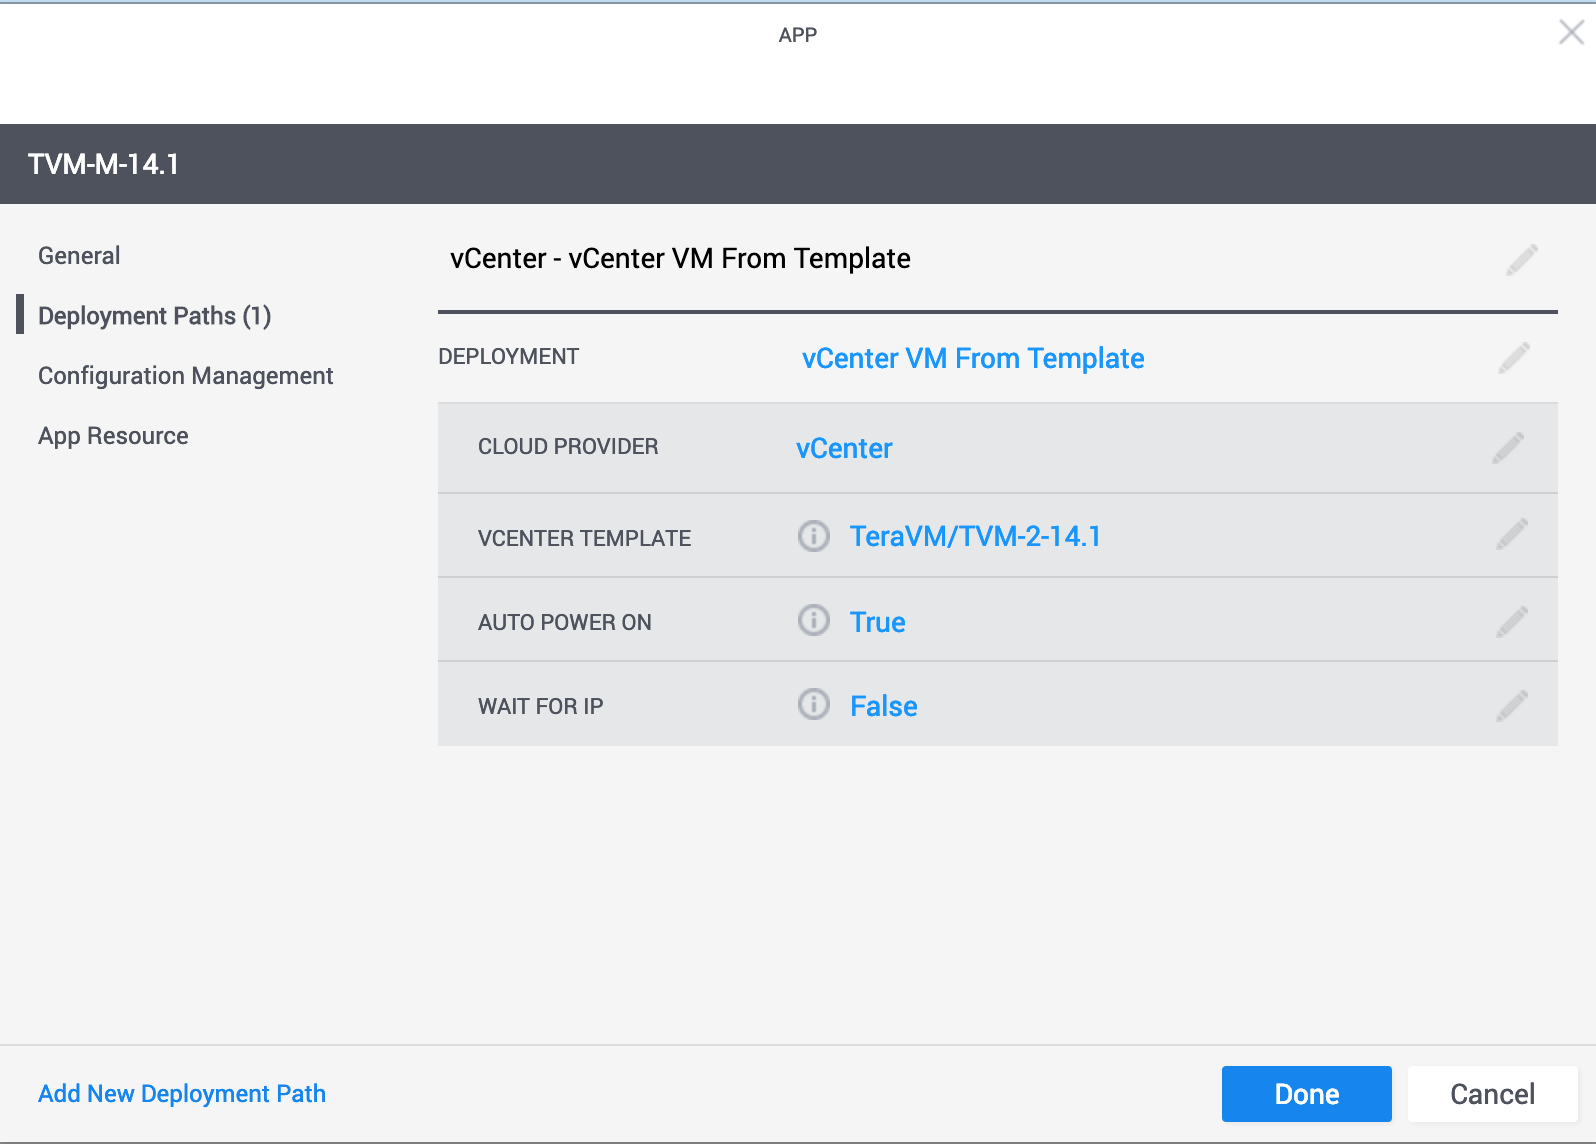 APP
TVM-M-14.1
General
Deployment Paths (1)
Configuration Management
App Resource
vCenter - vCenter VM From Template
DEPLOYMENT vCenter VM From Template
CLOUD PROVIDER vCenter
VCENTER TEMPLATE TeraVM/TVM-2-14.1
AUTO POWER ON True
WAIT FOR IP False
Add New Deployment Path
Done
Cancel